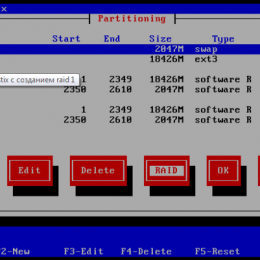 ×
Partitioning
Start End Size Type
2047M swap
18426M ext3
stix с созданием raid 1
1 2349 18426M software R
2350 2610 2047M software R
1 2349 18426M software R
2350 2610 2047M software R
Edit Delete RAID OK
2-New F3-Edit F4-Delete F5-Reset